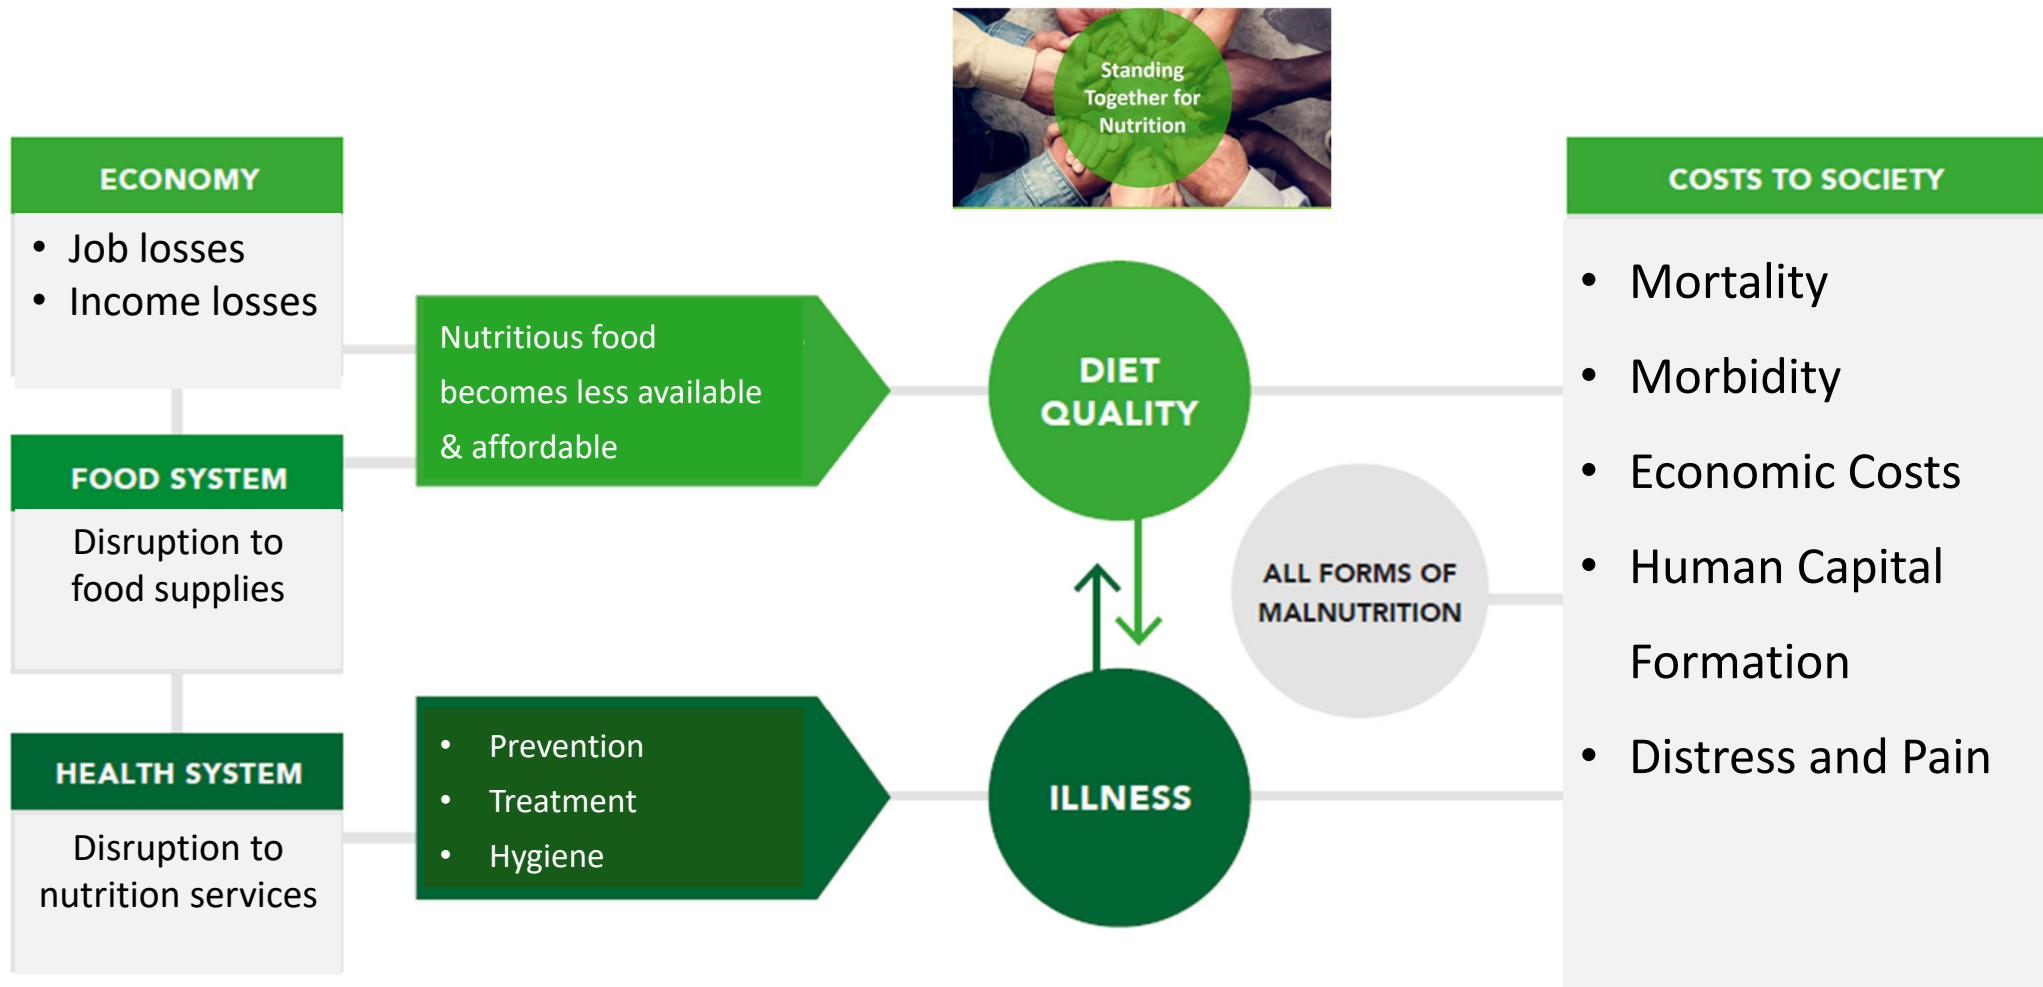 Standing
Together for
Nutrition
ECONOMY
• Job losses
• Income losses
FOOD SYSTEM
Disruption to
food supplies
HEALTH SYSTEM
Disruption to
nutrition services
Nutritious food
becomes less available
& affordable
• Prevention
• Treatment
• Hygiene
DIET
QUALITY
ILLNESS
ALL FORMS OF
MALNUTRITION
COSTS TO SOCIETY
• Mortality
• Morbidity
• Economic Costs
• Human Capital
Formation
• Distress and Pain